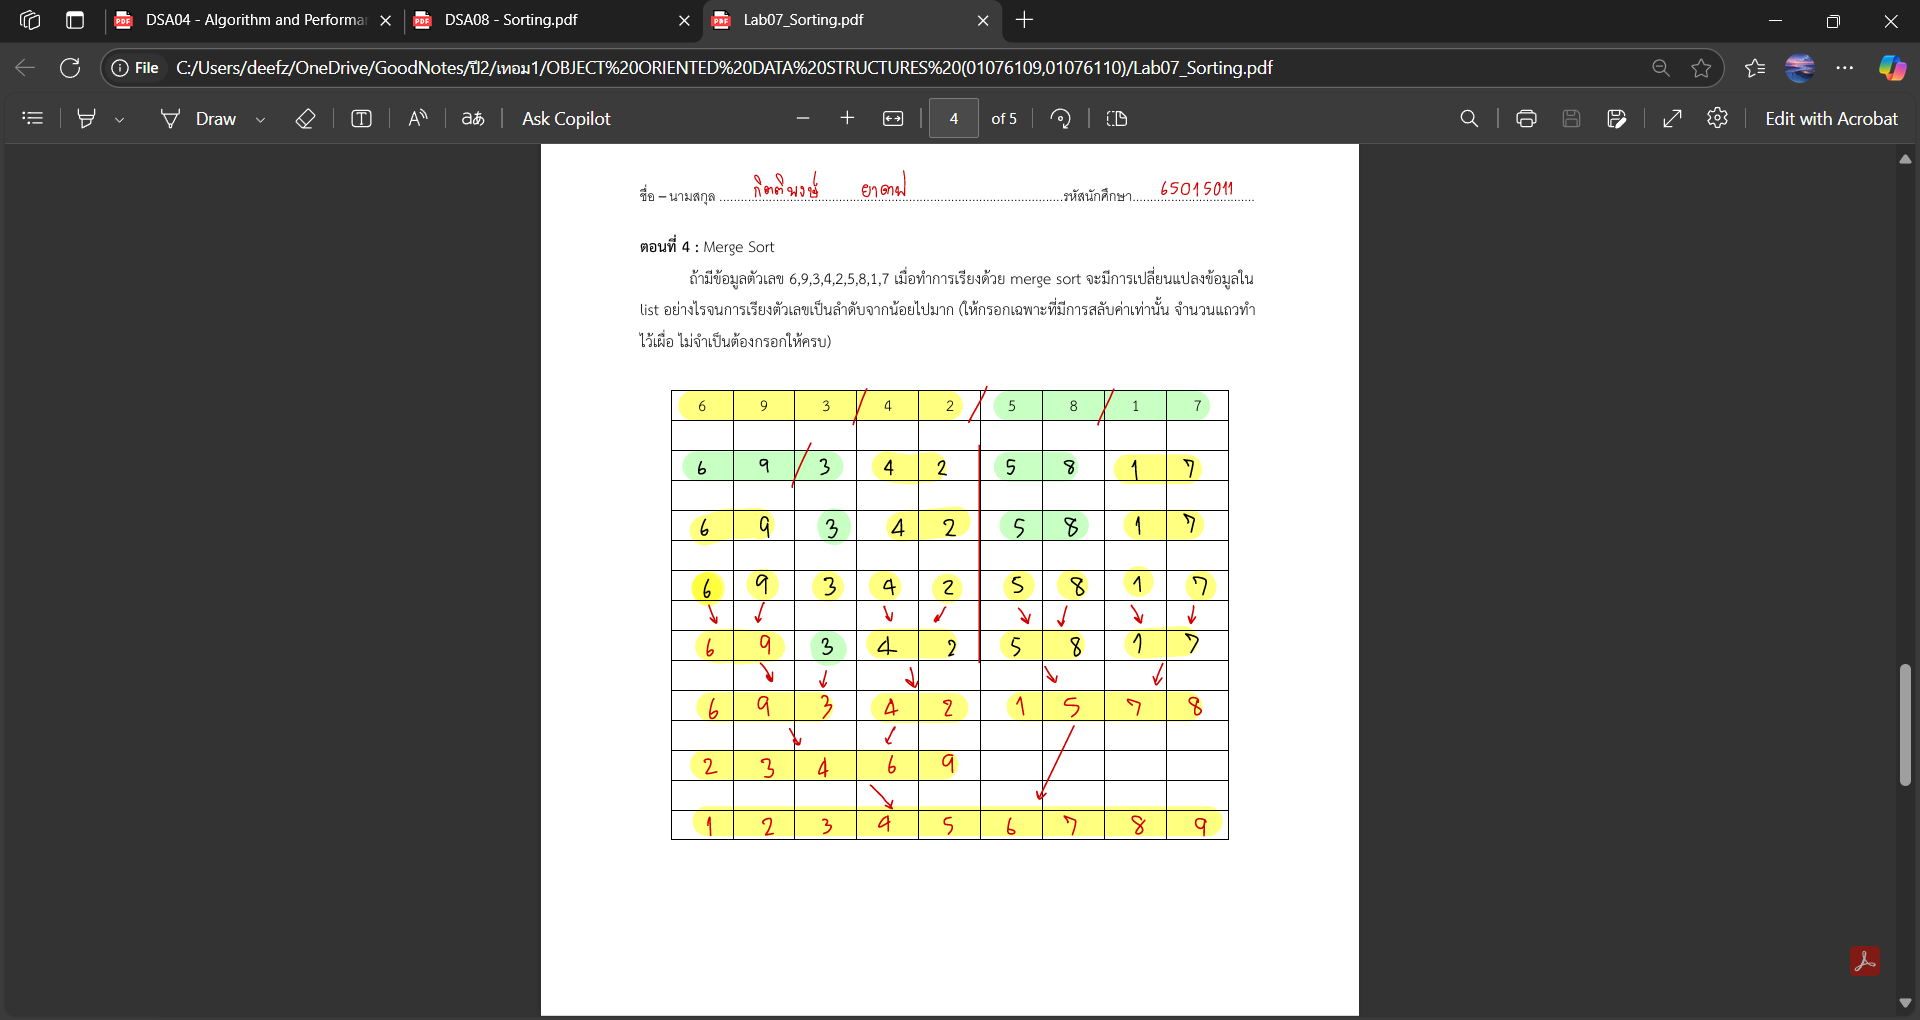 DSA04 - Algorithm and Performar
DSA08 - Sorting.pdf
Lab07_Sorting.pdf
File C:/Users/deefz/OneDrive/GoodNotes/ปี2/เทอม1/OBJECT%20ORIENTED%20DATA%20STRUCTURES%20(01076109,01076110)/Lab07_Sorting.pdf
Draw Ask Copilot 4 of 5 Edit with Acrobat
ชื่อ – นามสกุล กิตติพงษ์ รหัสนักศึกษา 65015011
ตอนที่ 4 : Merge Sort
ถ้ามีข้อมูลตัวเลข 6,9,3,4,2,5,8,1,7 เมื่อทำการเรียงด้วย merge sort จะมีการเปลี่ยนแปลงข้อมูลใน
list อย่างไรจนการเรียงตัวเลขเป็นลำดับจากน้อยไปมาก (ให้กรอกเฉพาะที่มีการสลับค่าเท่านั้น จำนวนแถวทำ
ไว้เผื่อ ไม่จำเป็นต้องกรอกให้ครบ)
6 9 3 4 2 5 8 1 7
6 9 3 4 2 5 8 1 7
6 9 3 4 2 5 8 1 7
6 9 3 4 2 5 8 1 7
6 9 3 4 2 5 8 1 7
6 9 3 4 2 1 5 7 8
2 3 4 6 9
1 2 3 4 5 6 7 8 9